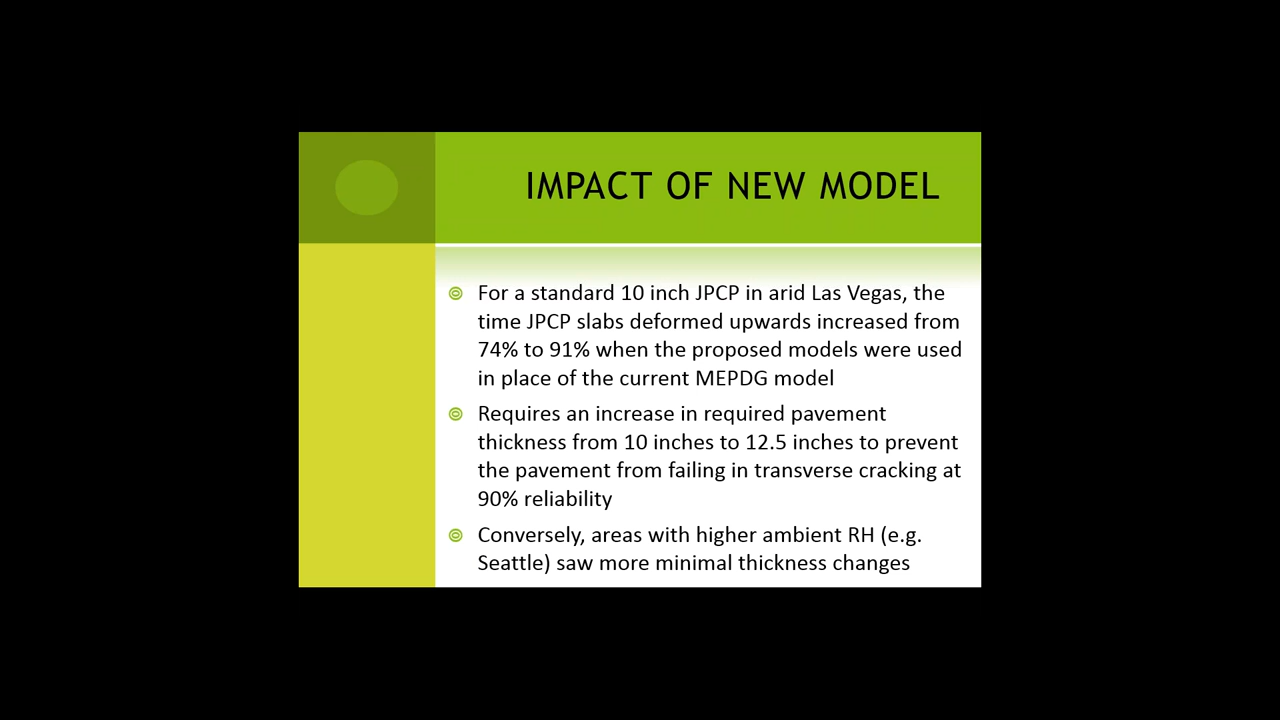 IMPACT OF NEW MODEL
For a standard 10 inch JPCP in arid Las Vegas, the
time JPCP slabs deformed upwards increased from
74% to 91% when the proposed models were used
in place of the current MEPDG model
Requires an increase in required pavement
thickness from 10 inches to 12.5 inches to prevent
the pavement from failing in transverse cracking at
90% reliability
Conversely, areas with higher ambient RH (e.g.
Seattle) saw more minimal thickness changes